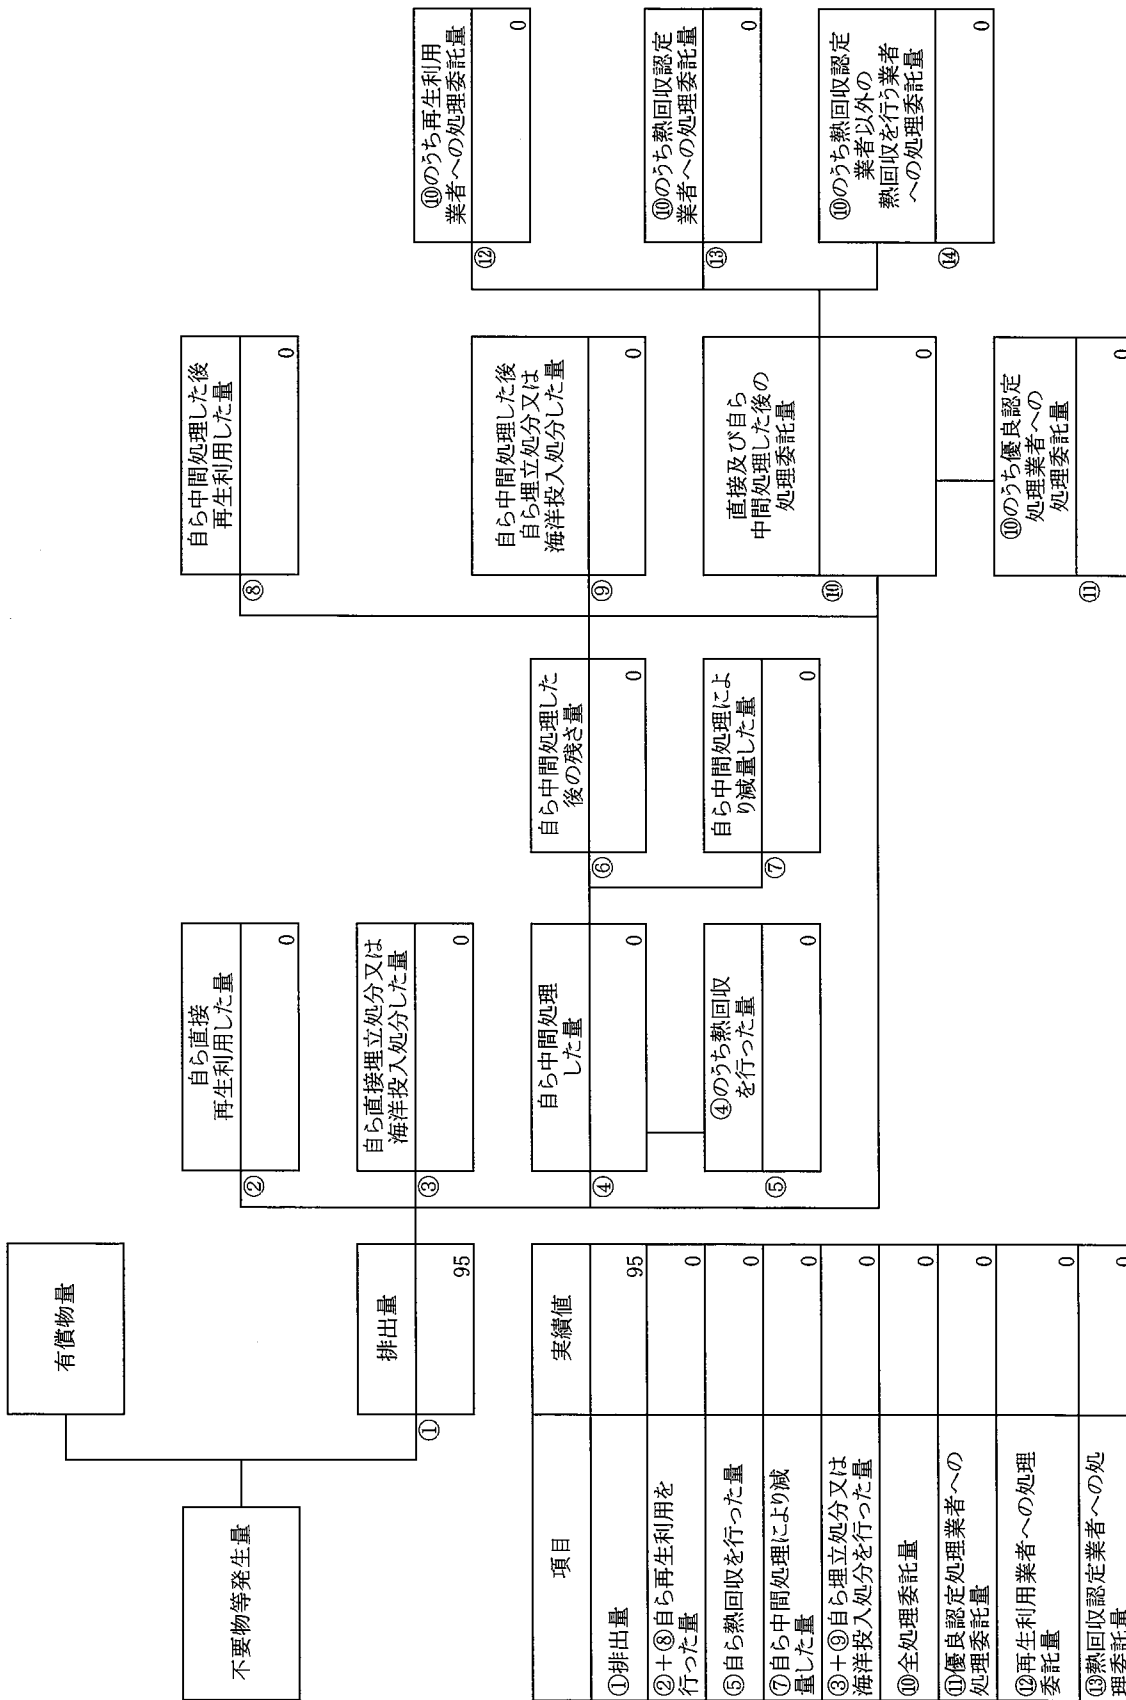 不要物等発生量
有償物量
排出量
①
95
自ら直接
再生利用した量
②
0
自ら直接埋立処分又は
海洋投入処分した量
③
0
自ら中間処理
した量
④
0
④のうち熱回収
を行った量
⑤
0
自ら中間処理した
後の残さ量
⑥
0
自ら中間処理によ
り減量した量
⑦
0
自ら中間処理した後
再生利用した量
⑧
0
自ら中間処理した後
自ら埋立処分又は
海洋投入処分した量
⑨
0
直接及び自ら
中間処理した後の
処理委託量
⑩
0
⑩のうち優良認定
処理業者への
処理委託量
⑪
0
⑩のうち再生利用
業者への処理委託量
⑫
0
⑩のうち熱回収認定
業者への処理委託量
⑬
0
⑩のうち熱回収認定
業者以外の
熱回収を行う業者
への処理委託量
⑭
0
項目 実績値
①排出量 95
②+⑧自ら再生利用を
行った量 0
⑤自ら熱回収を行った量 0
⑦自ら中間処理により減
量した量 0
③+⑨自ら埋立処分又は
海洋投入処分を行った量 0
⑩全処理委託量 0
⑪優良認定処理業者への
処理委託量 0
⑫再生利用業者への処理
委託量 0
⑬熱回収認定業者への処
理委託量 0